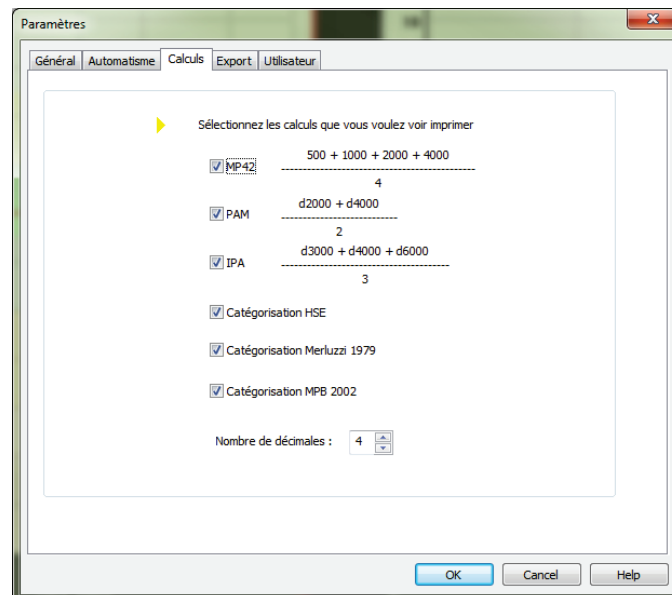 Paramètres
Général Automatisme Calculs Export Utilisateur
Sélectionnez les calculs que vous voulez voir imprimer
MP42
500 + 1000 + 2000 + 4000
4
PAM
d2000 + d4000
2
IPA
d3000 + d4000 + d6000
3
Catégorisation HSE
Catégorisation Merluzzi 1979
Catégorisation MPB 2002
Nombre de décimales : 4
OK Cancel Help